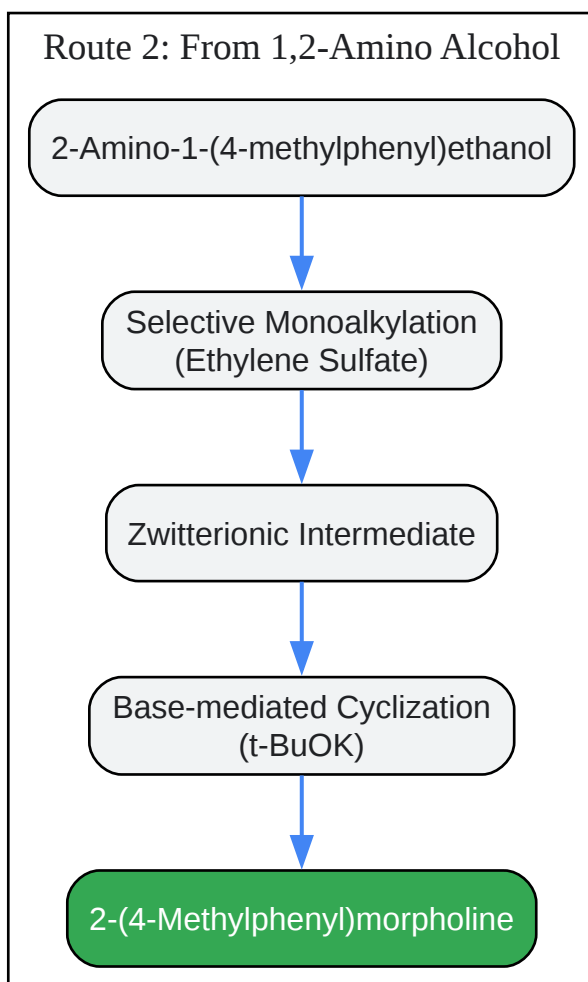 Route 2: From 1,2-Amino Alcohol
2-Amino-1-(4-methylphenyl)ethanol
Selective Monoalkylation
(Ethylene Sulfate)
Zwitterionic Intermediate
Base-mediated Cyclization
(t-BuOK)
2-(4-Methylphenyl)morpholine